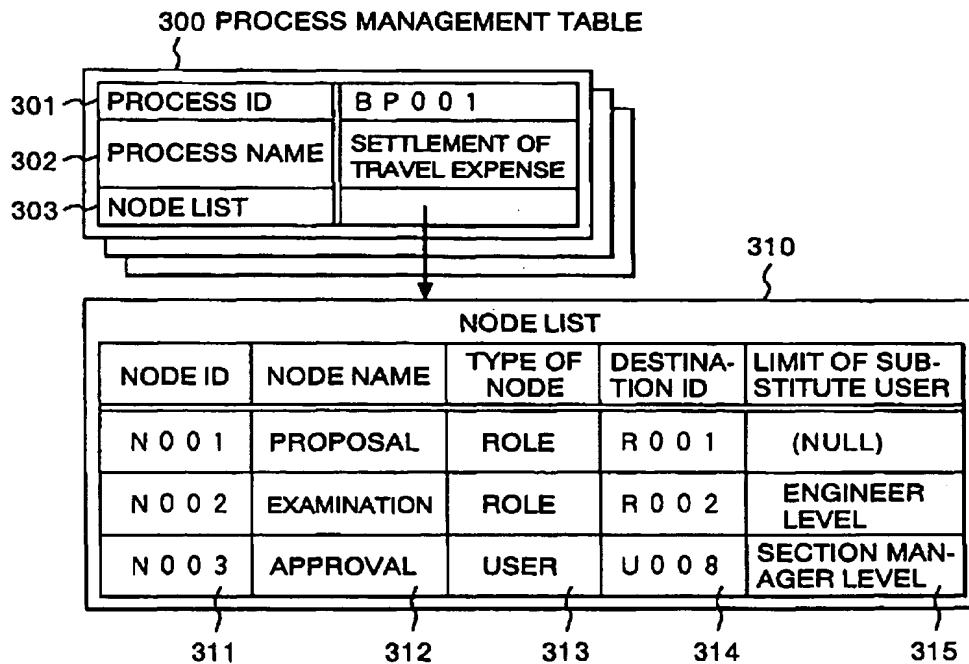 300 PROCESS MANAGEMENT TABLE
301 PROCESS ID BP001
302 PROCESS NAME SETTLEMENT OF
TRAVEL EXPENSE
303 NODE LIST
310
NODE LIST
NODE ID NODE NAME TYPE OF
NODE DESTINA-
TION ID LIMIT OF SUB-
STITUTE USER
N001 PROPOSAL ROLE R001 (NULL)
N002 EXAMINATION ROLE R002 ENGINEER
LEVEL
N003 APPROVAL USER U008 SECTION MAN-
AGER LEVEL
311 312 313 314 315